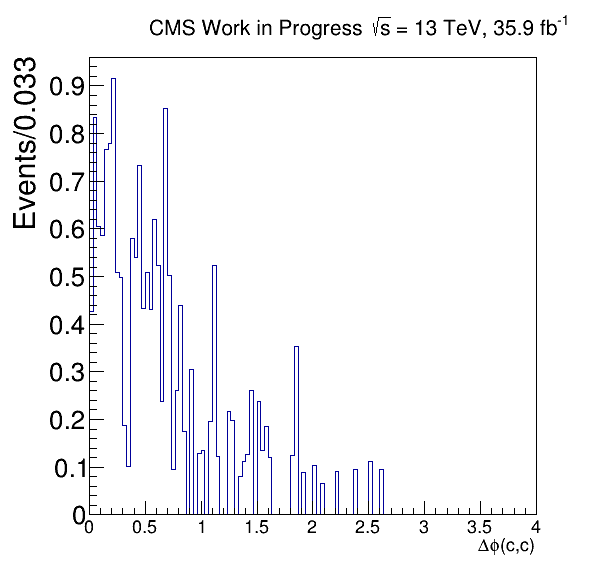 CMS Work in Progress √s = 13 TeV, 35.9 fb⁻¹
Events/0.033
0.9
0.8
0.7
0.6
0.5
0.4
0.3
0.2
0.1
0
0 0.5 1 1.5 2 2.5 3 3.5 4
Δϕ(c,c)